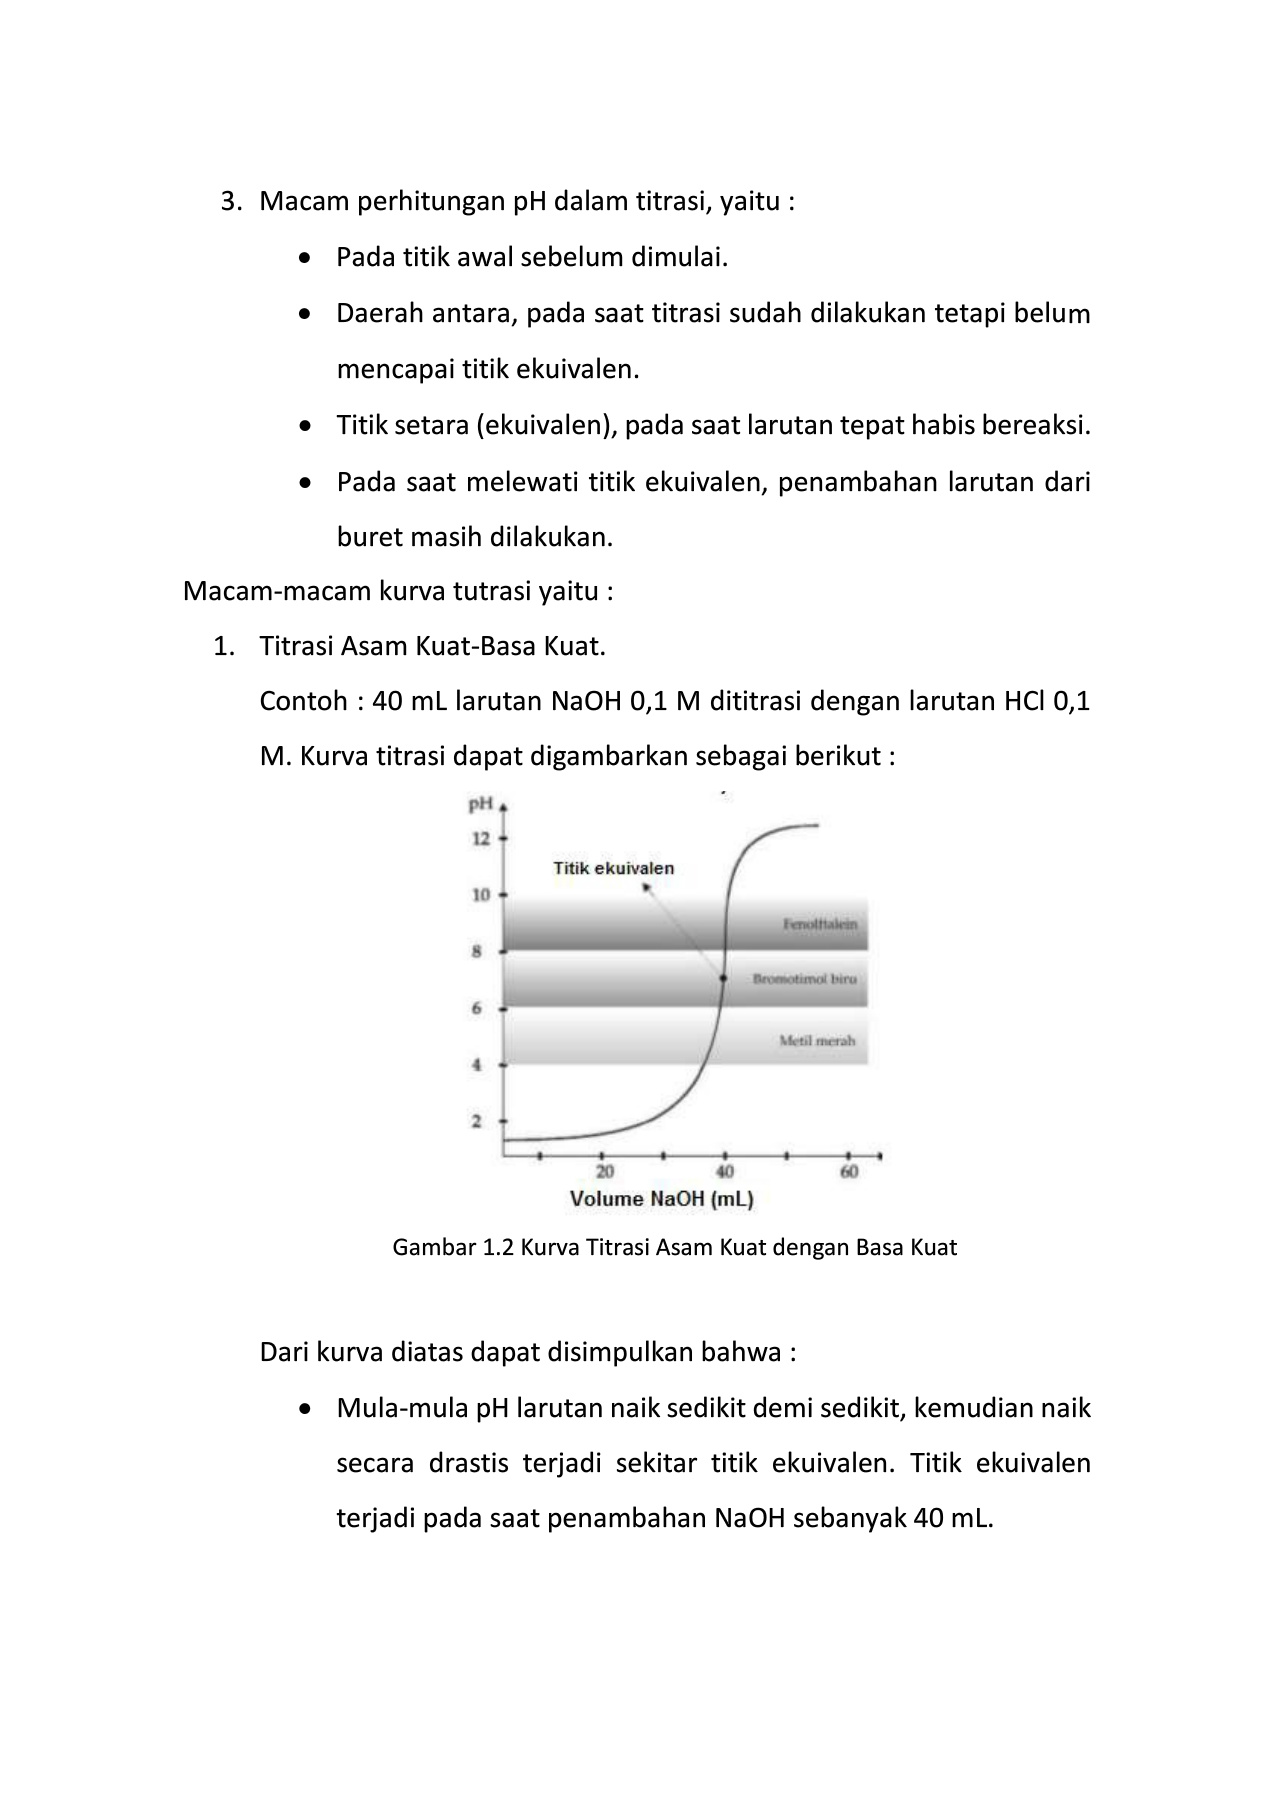 3. Macam perhitungan pH dalam titrasi, yaitu :
• Pada titik awal sebelum dimulai.
• Daerah antara, pada saat titrasi sudah dilakukan tetapi belum
mencapai titik ekuivalen.
• Titik setara (ekuivalen), pada saat larutan tepat habis bereaksi.
• Pada saat melewati titik ekuivalen, penambahan larutan dari
buret masih dilakukan.
Macam-macam kurva tutrasi yaitu :
1. Titrasi Asam Kuat-Basa Kuat.
Contoh : 40 mL larutan NaOH 0,1 M dititrasi dengan larutan HCl 0,1
M. Kurva titrasi dapat digambarkan sebagai berikut :
pH
12
Titik ekuivalen
10
Fenolftalein
8
Bromotimol biru
6
Metil merah
4
2
20 40 60
Volume NaOH (mL)
Gambar 1.2 Kurva Titrasi Asam Kuat dengan Basa Kuat
Dari kurva diatas dapat disimpulkan bahwa :
• Mula-mula pH larutan naik sedikit demi sedikit, kemudian naik
secara drastis terjadi sekitar titik ekuivalen. Titik ekuivalen
terjadi pada saat penambahan NaOH sebanyak 40 mL.